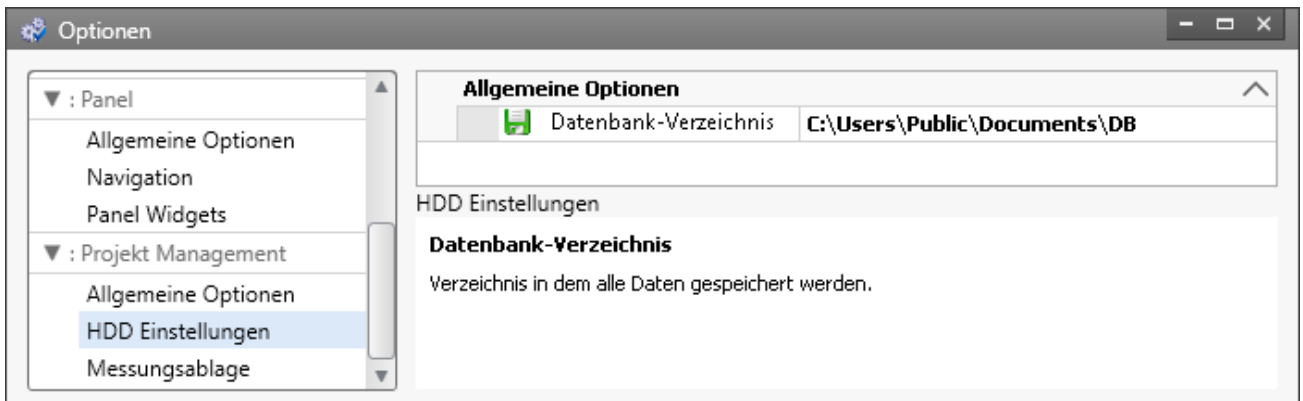 Optionen
▼ : Panel
Allgemeine Optionen
Navigation
Panel Widgets
▼ : Projekt Management
Allgemeine Optionen
HDD Einstellungen
Messungsablage
Allgemeine Optionen
Datenbank-Verzeichnis C:\Users\Public\Documents\DB
HDD Einstellungen
Datenbank-Verzeichnis
Verzeichnis in dem alle Daten gespeichert werden.